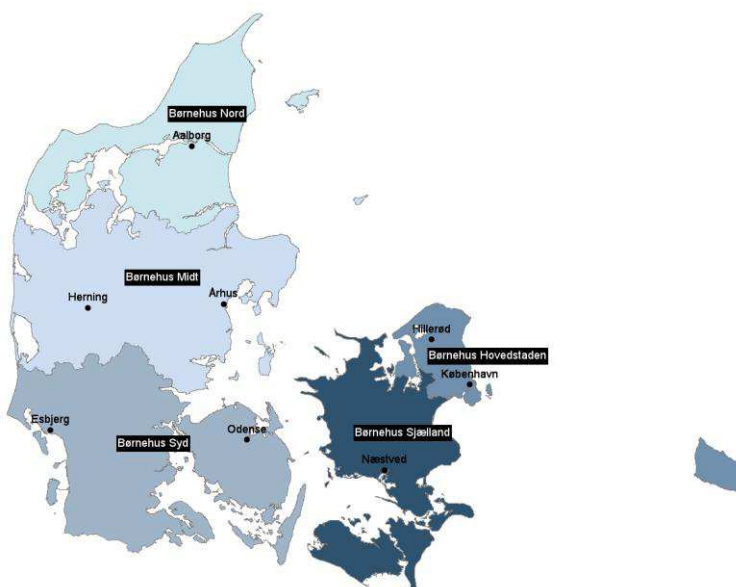 Børnehus Nord
Aalborg
Børnehus Midt
Herning
Århus
Hillerød
Børnehus Hovedstaden
København
Esbjerg
Odense
Børnehus Syd
Børnehus Sjælland
Næstved